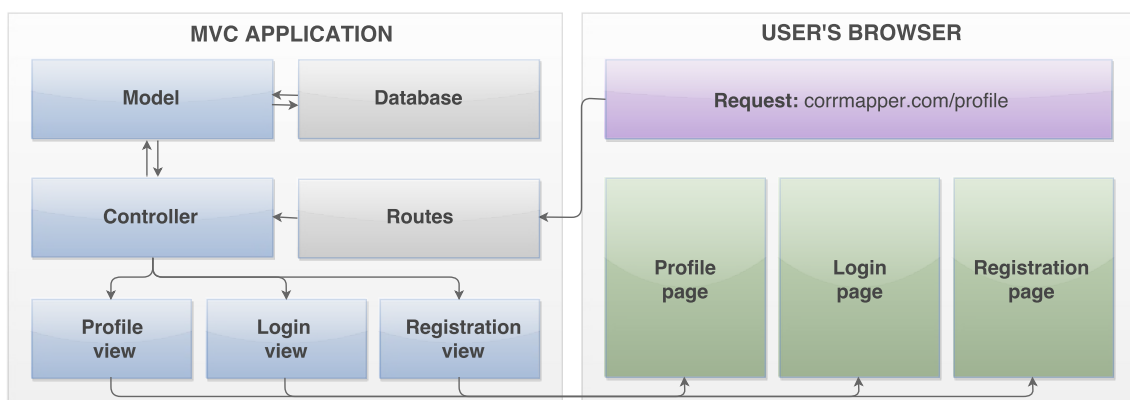 MVC APPLICATION
Model
Database
Controller
Routes
Profile
view
Login
view
Registration
view
USER'S BROWSER
Request: corrmapper.com/profile
Profile
page
Login
page
Registration
page